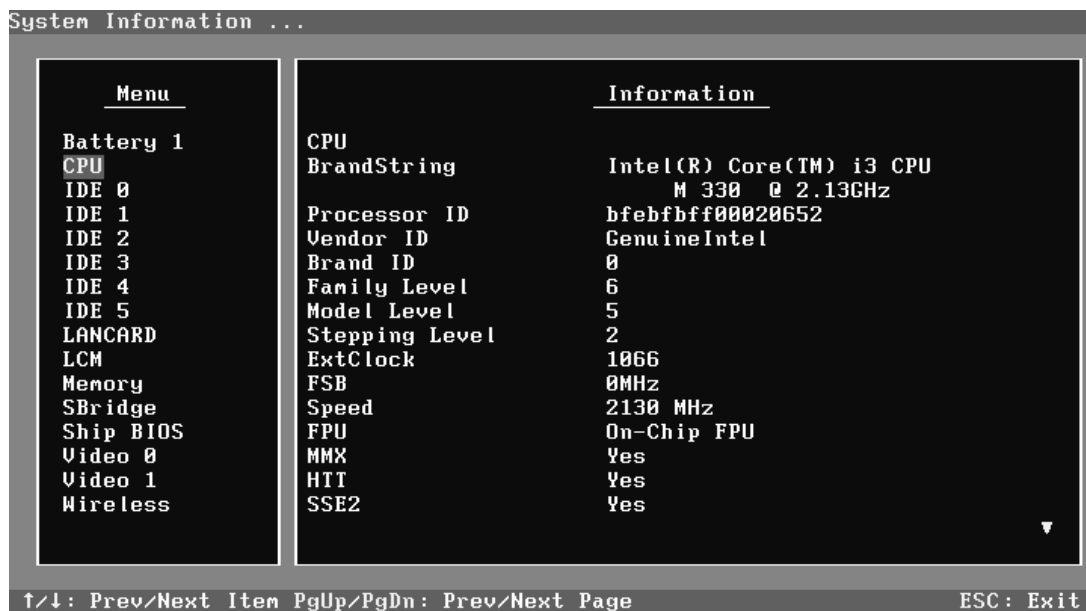 System Information ...
Menu
Battery 1
CPU
IDE 0
IDE 1
IDE 2
IDE 3
IDE 4
IDE 5
LANCARD
LCM
Memory
SBridge
Ship BIOS
Video 0
Video 1
Wireless
Information
CPU
BrandString Intel(R) Core(TM) i3 CPU
M 330 @ 2.13GHz
Processor ID bfebfbff00020652
Vendor ID GenuineIntel
Brand ID 0
Family Level 6
Model Level 5
Stepping Level 2
ExtClock 1066
FSB 0MHz
Speed 2130 MHz
FPU On-Chip FPU
MMX Yes
HTT Yes
SSE2 Yes
↑/↓: Prev/Next Item PgUp/PgDn: Prev/Next Page ESC: Exit